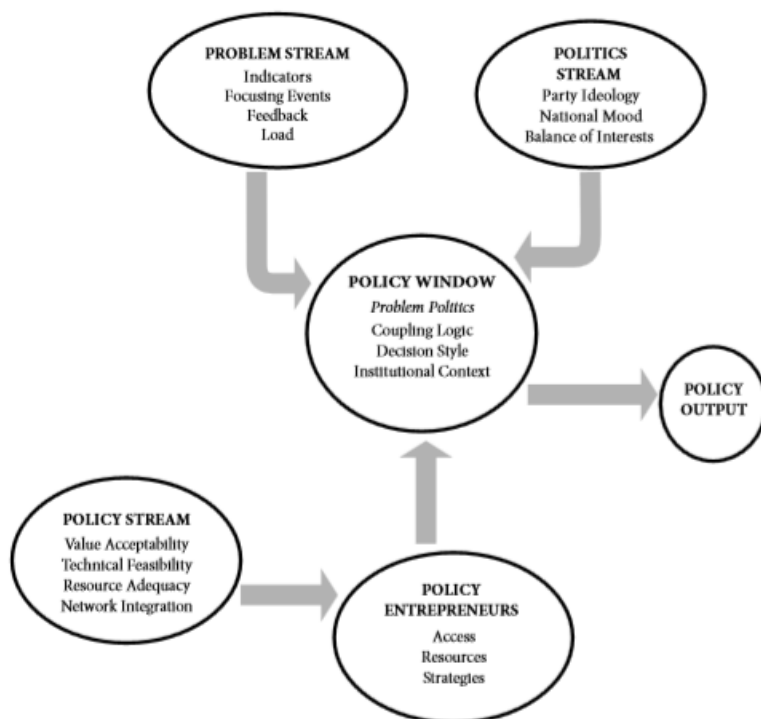 PROBLEM STREAM
Indicators
Focusing Events
Feedback
Load
POLITICS
STREAM
Party Ideology
National Mood
Balance of Interests
POLICY WINDOW
Problem Politics
Coupling Logic
Decision Style
Institutional Context
POLICY
OUTPUT
POLICY STREAM
Value Acceptability
Technical Feasibility
Resource Adequacy
Network Integration
POLICY
ENTREPRENEURS
Access
Resources
Strategies